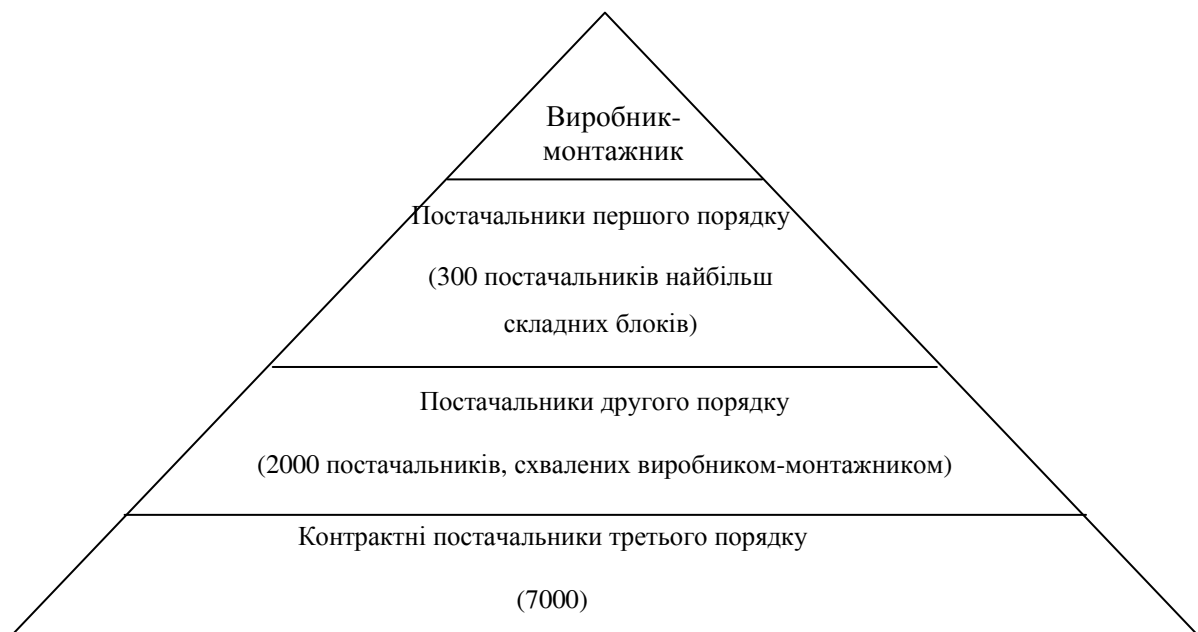 Виробник-
монтажник
Постачальники першого порядку
(300 постачальників найбільш
складних блоків)
Постачальники другого порядку
(2000 постачальників, схвалених виробником-монтажником)
Контрактні постачальники третього порядку
(7000)